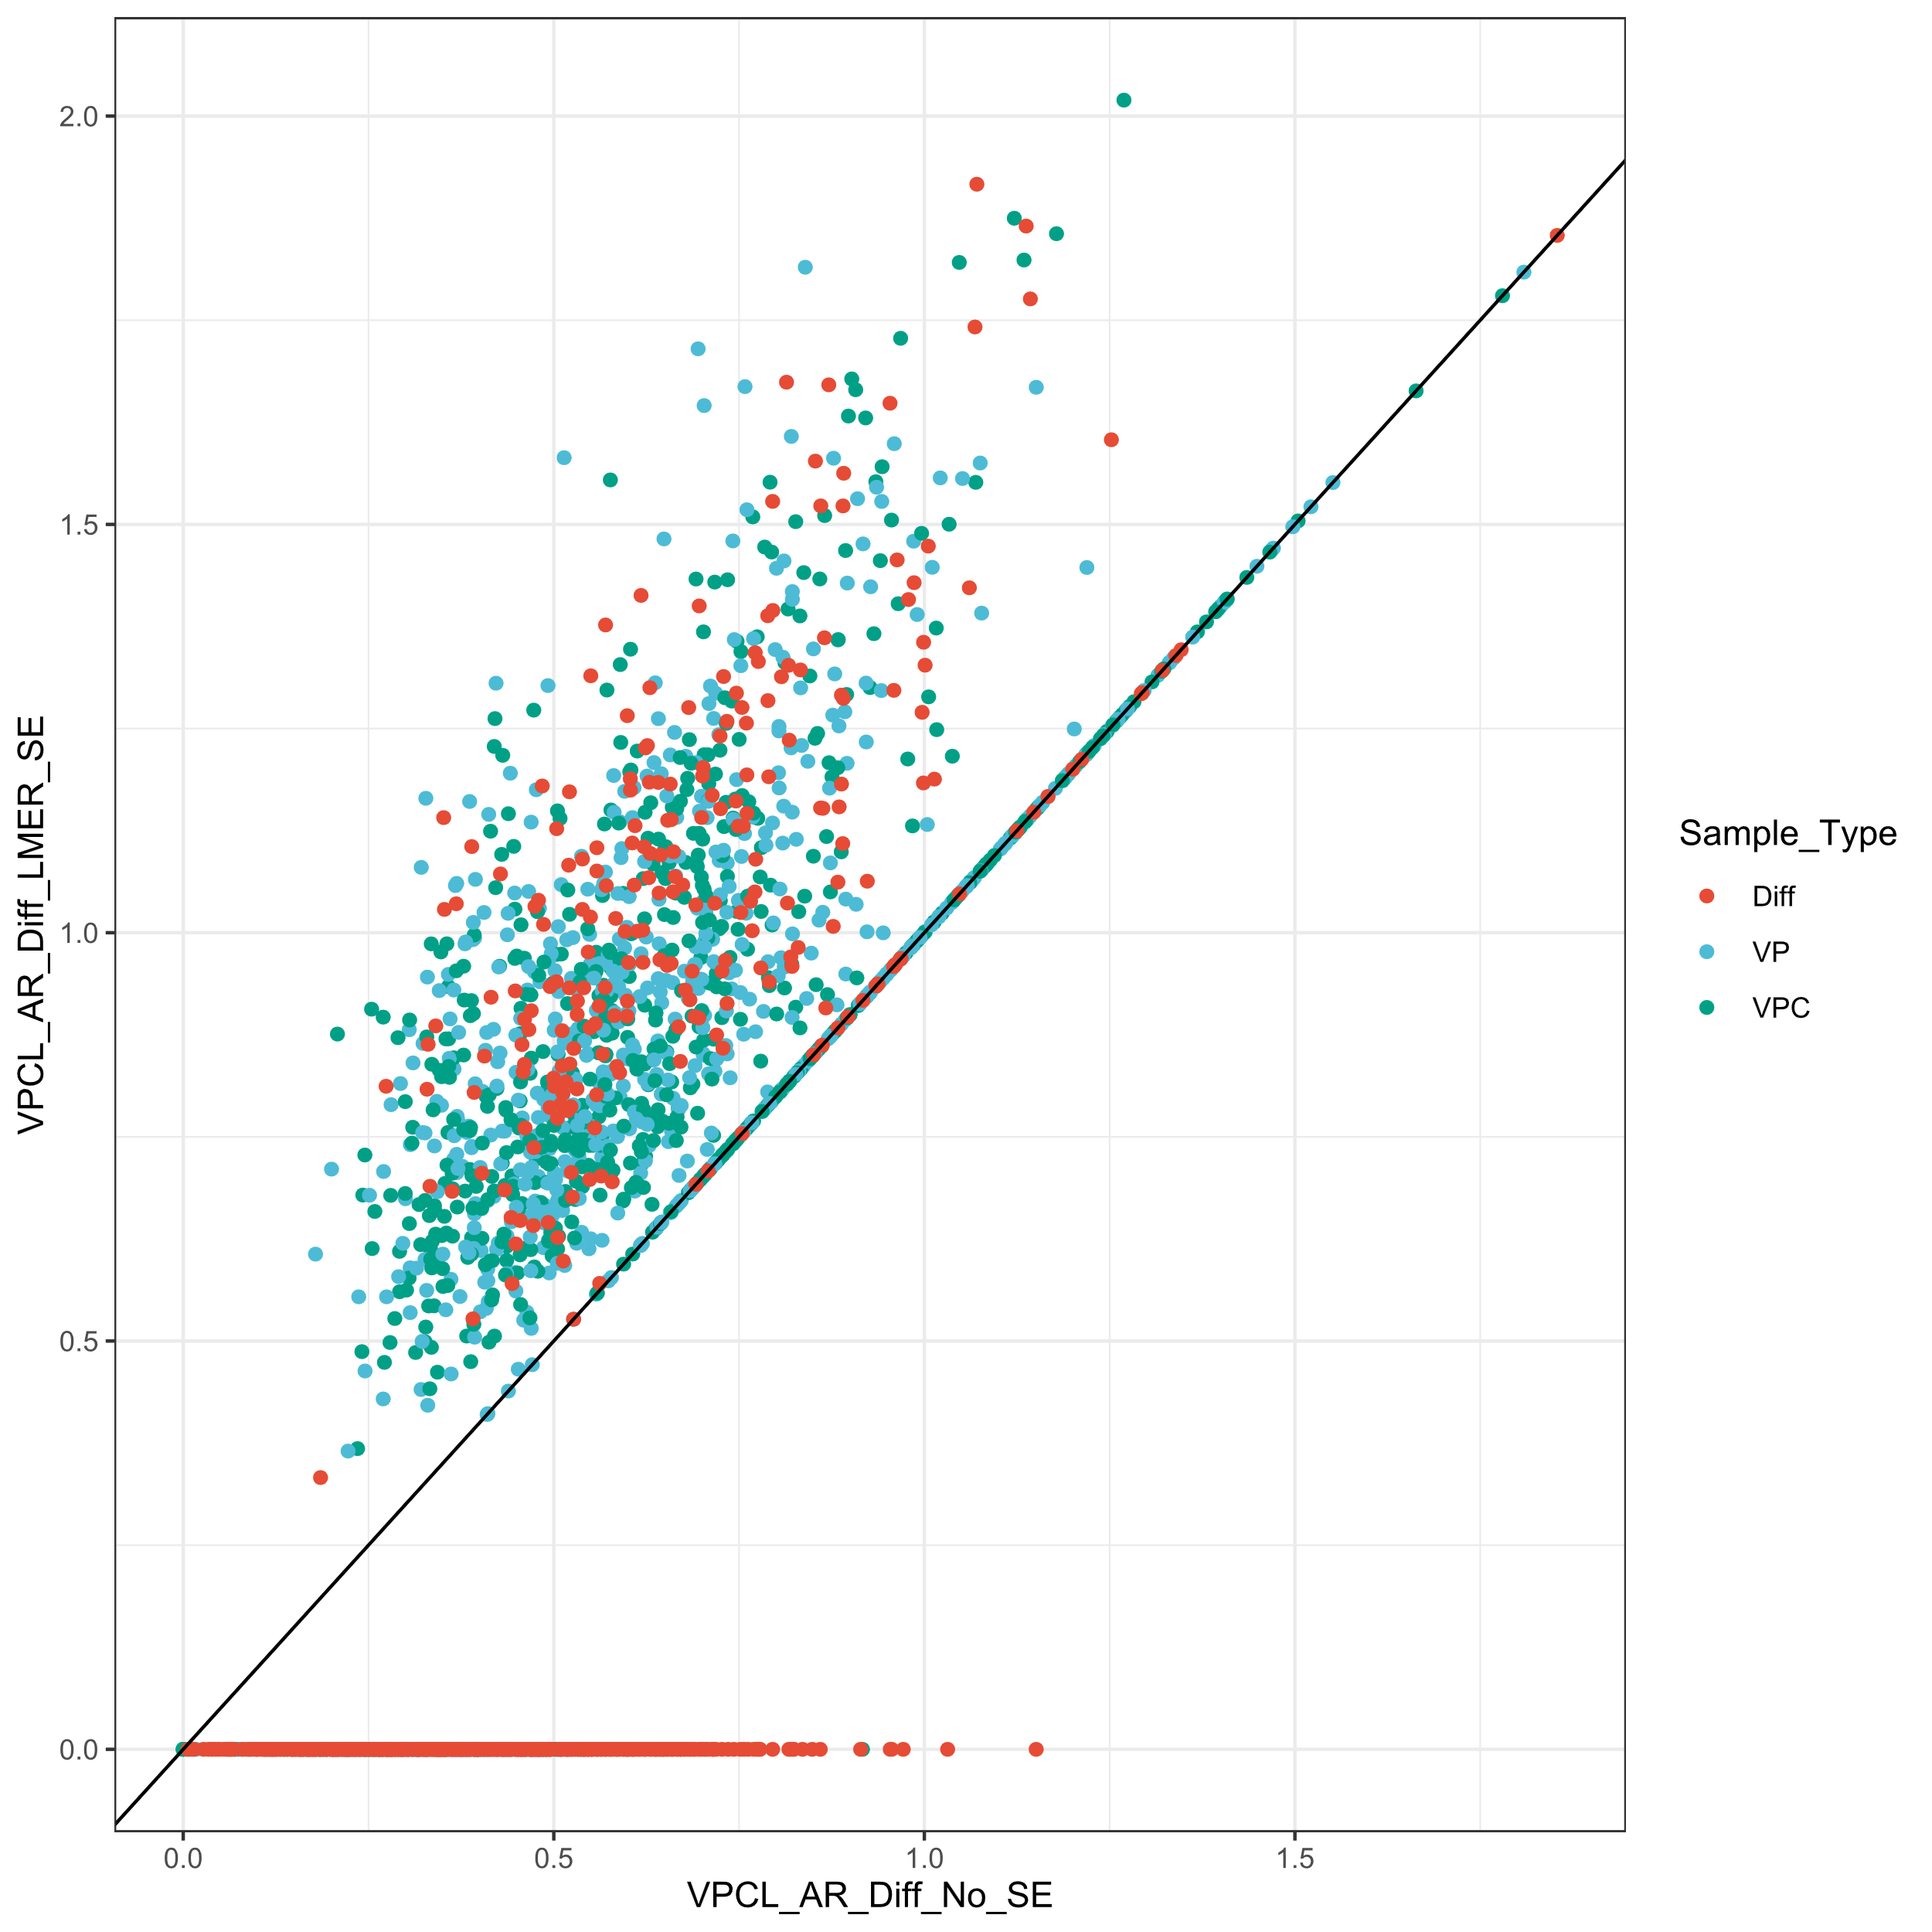 2.0
1.5
1.0
0.5
0.0
VPCL_AR_Diff_LMER_SE
0.0 0.5 1.0 1.5
VPCL_AR_Diff_No_SE
Sample_Type
Diff
VP
VPC